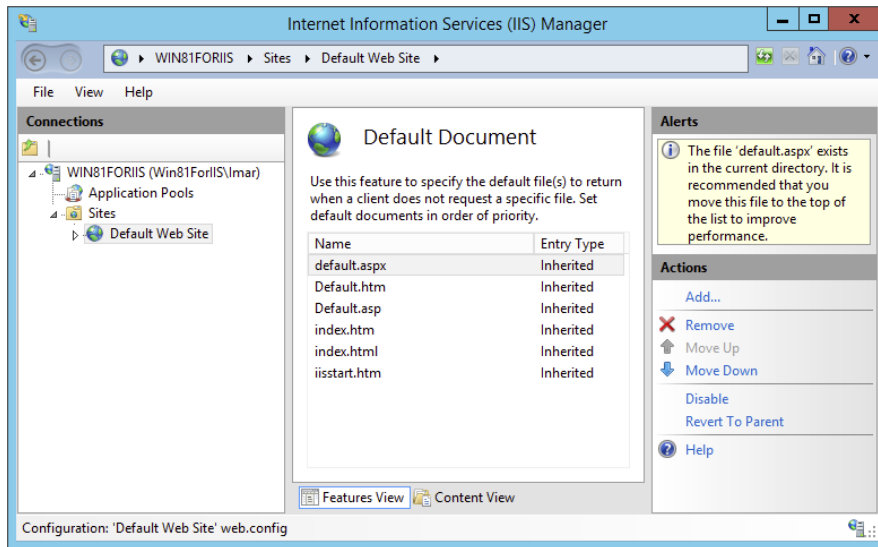 Internet Information Services (IIS) Manager
WIN81FORIIS Sites Default Web Site
File View Help
Connections
WIN81FORIIS (Win81ForIIS\Imar)
Application Pools
Sites
Default Web Site
Default Document
Use this feature to specify the default file(s) to return
when a client does not request a specific file. Set
default documents in order of priority.
Name Entry Type
default.aspx Inherited
Default.htm Inherited
Default.asp Inherited
index.htm Inherited
index.html Inherited
iisstart.htm Inherited
Features View Content View
Alerts
The file 'default.aspx' exists
in the current directory. It is
recommended that you
move this file to the top of
the list to improve
performance.
Actions
Add...
Remove
Move Up
Move Down
Disable
Revert To Parent
Help
Configuration: 'Default Web Site' web.config